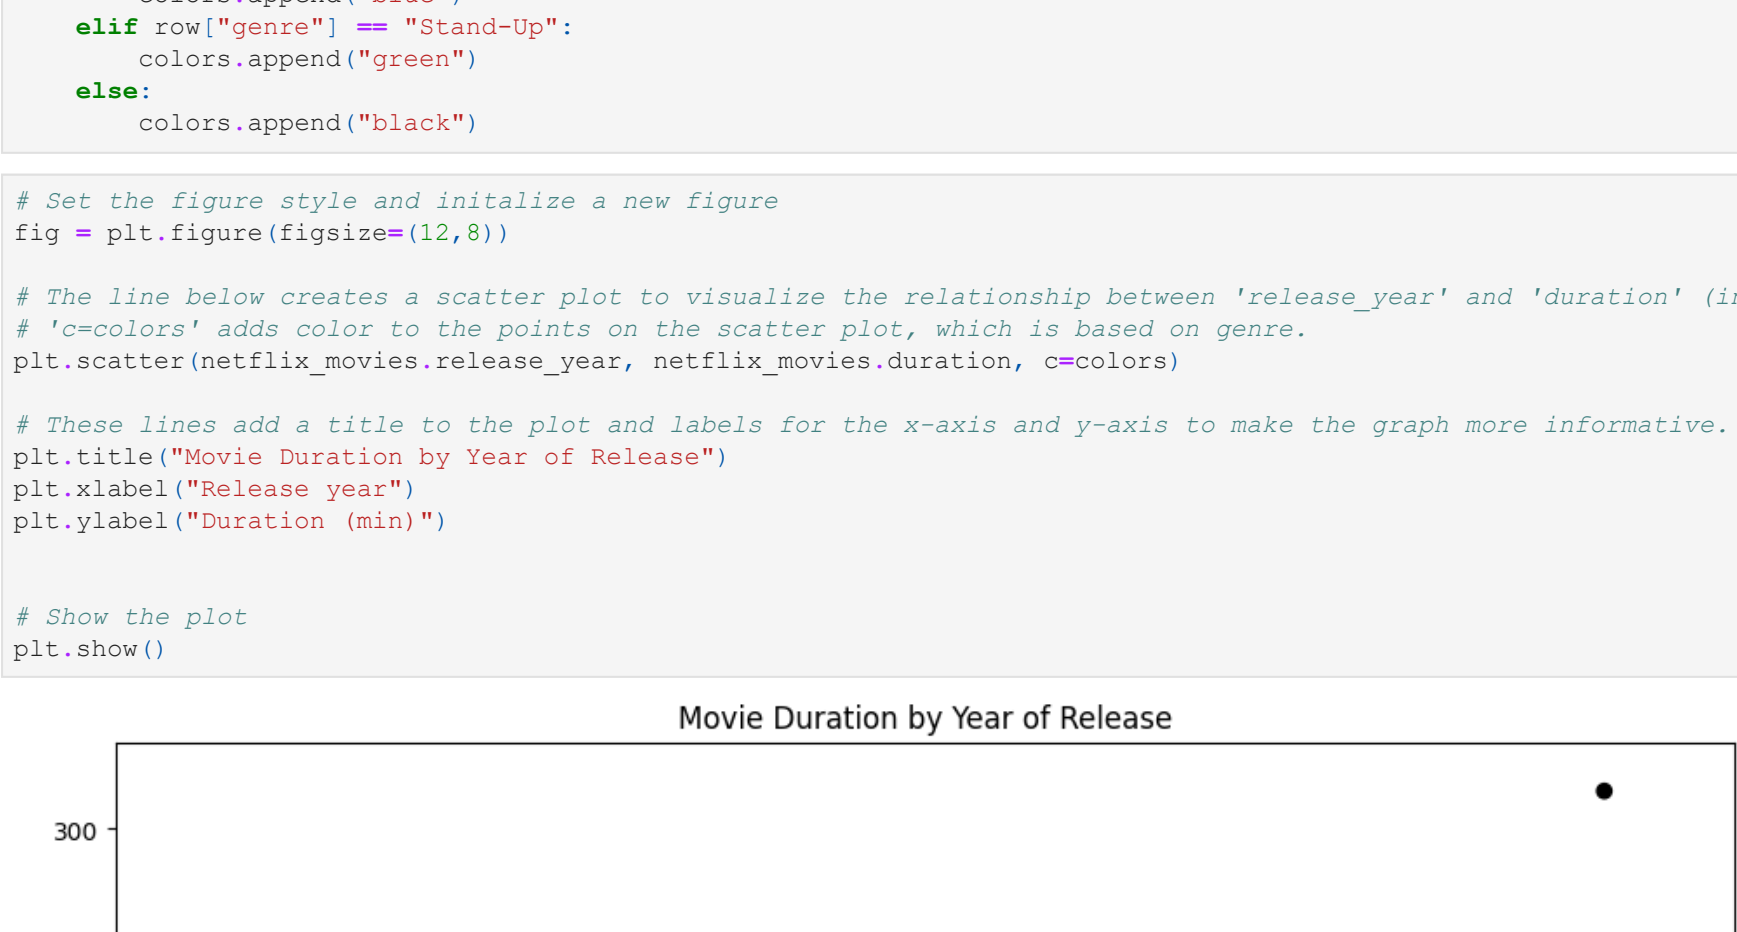 colors.append("blue")
elif row["genre"] == "Stand-Up":
colors.append("green")
else:
colors.append("black")
# Set the figure style and initalize a new figure
fig = plt.figure(figsize=(12,8))
# The line below creates a scatter plot to visualize the relationship between 'release_year' and 'duration' (in
# 'c=colors' adds color to the points on the scatter plot, which is based on genre.
plt.scatter(netflix_movies.release_year, netflix_movies.duration, c=colors)
# These lines add a title to the plot and labels for the x-axis and y-axis to make the graph more informative.
plt.title("Movie Duration by Year of Release")
plt.xlabel("Release year")
plt.ylabel("Duration (min)")
# Show the plot
plt.show()
Movie Duration by Year of Release
300